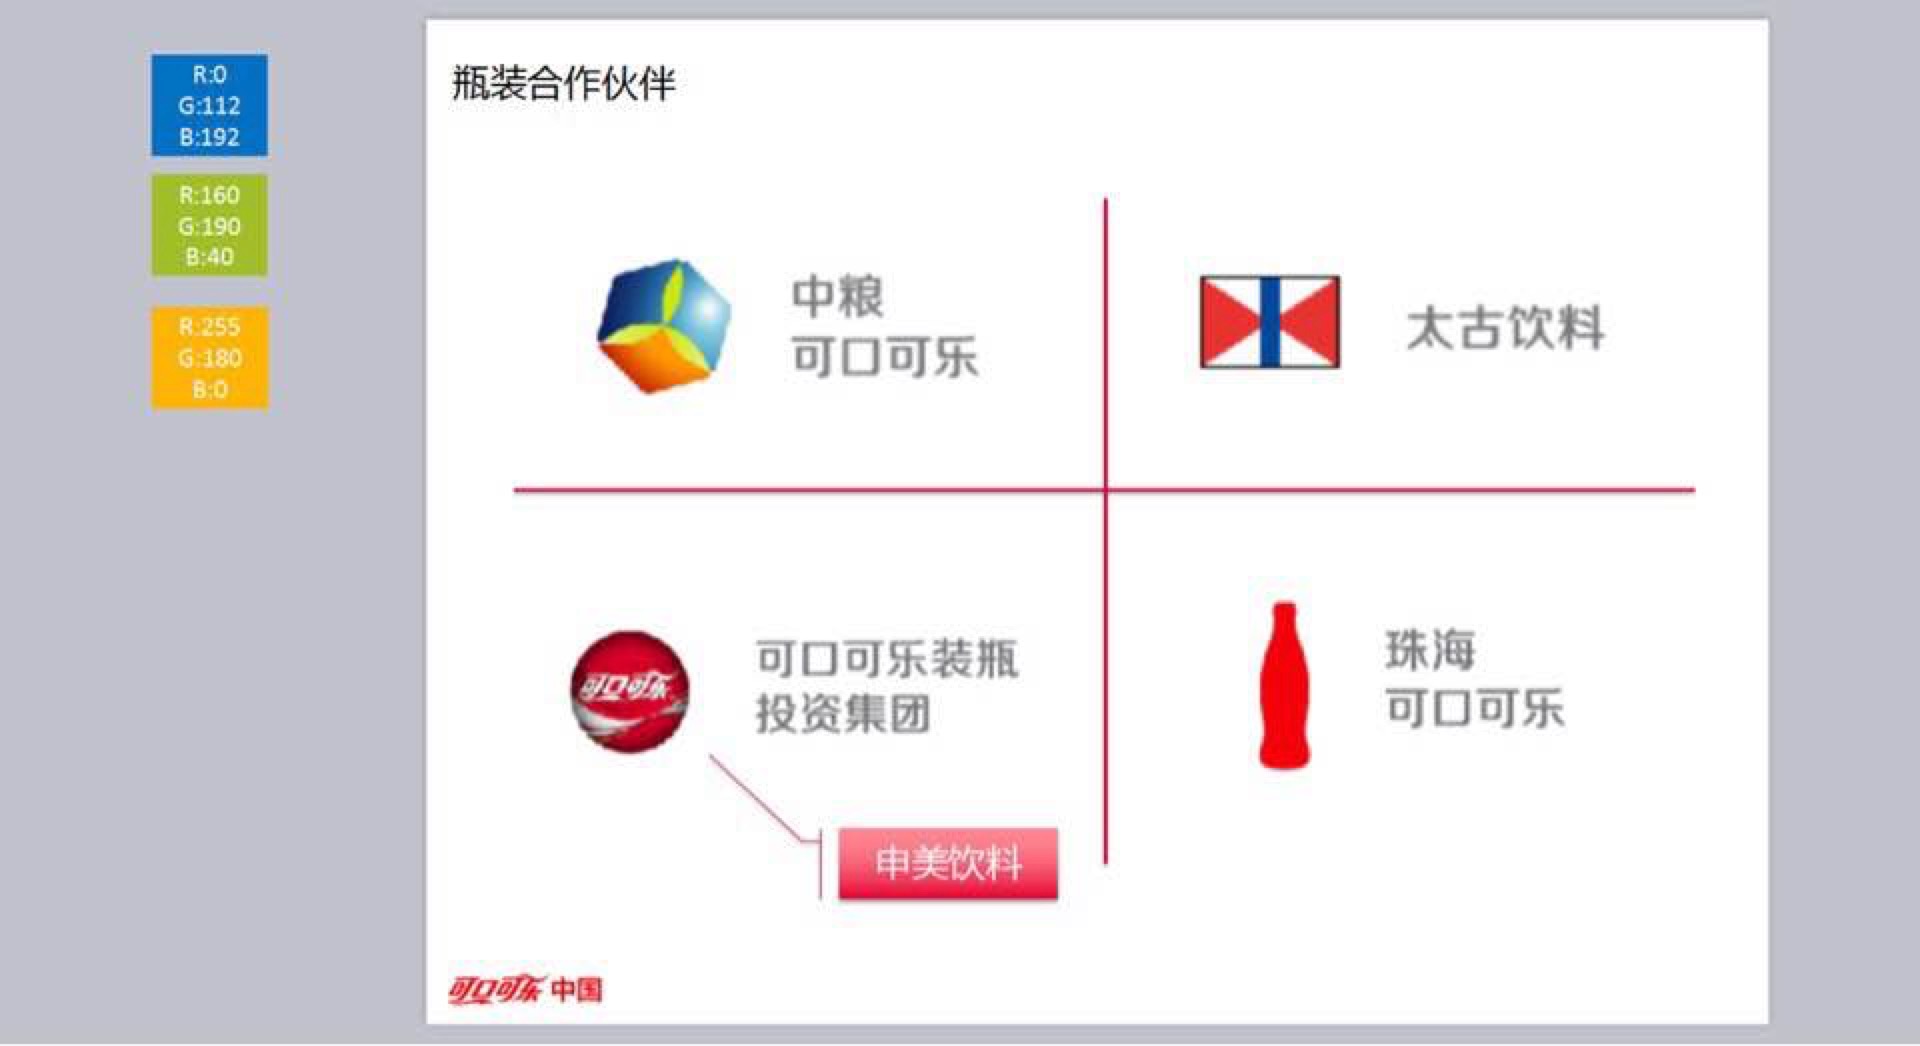 R:0
G:112
B:192
R:160
G:190
B:40
R:255
G:180
B:0
瓶装合作伙伴
中粮
可口可乐
太古饮料
可口可乐
可口可乐装瓶
投资集团
珠海
可口可乐
申美饮料
可口可乐 中国